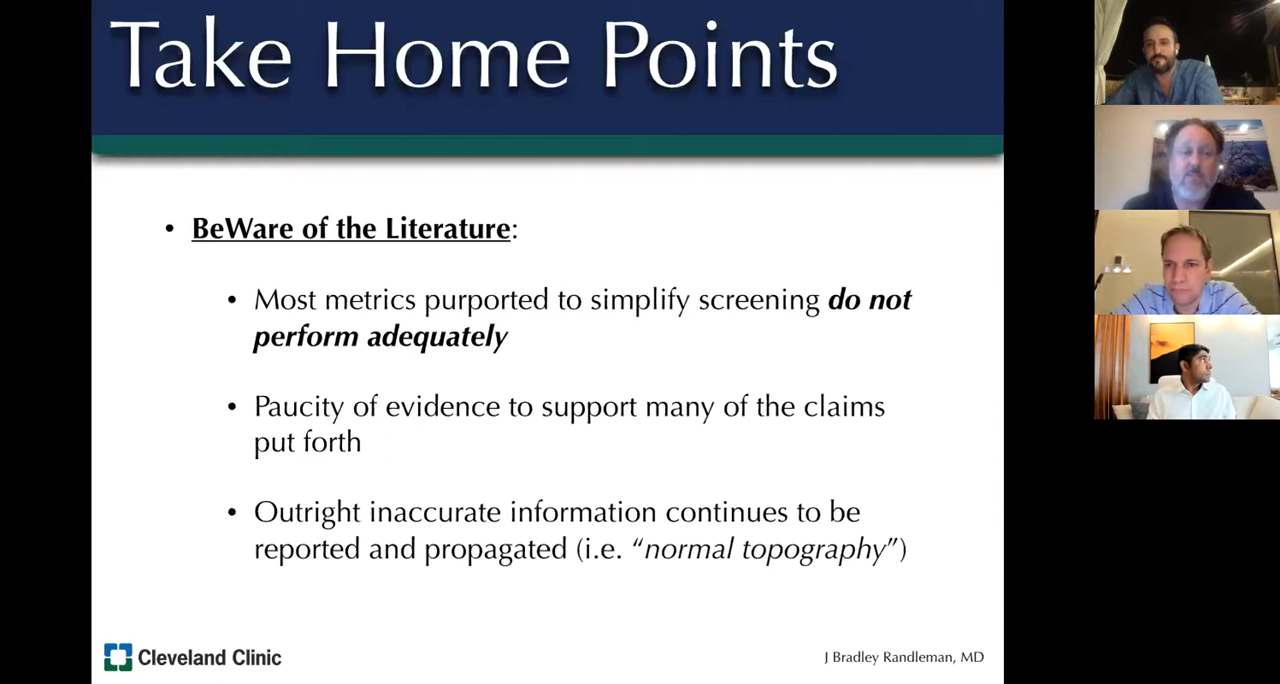 Take Home Points
• BeWare of the Literature:
• Most metrics purported to simplify screening do not
perform adequately
• Paucity of evidence to support many of the claims
put forth
• Outright inaccurate information continues to be
reported and propagated (i.e. “normal topography”)
Cleveland Clinic
J Bradley Randleman, MD